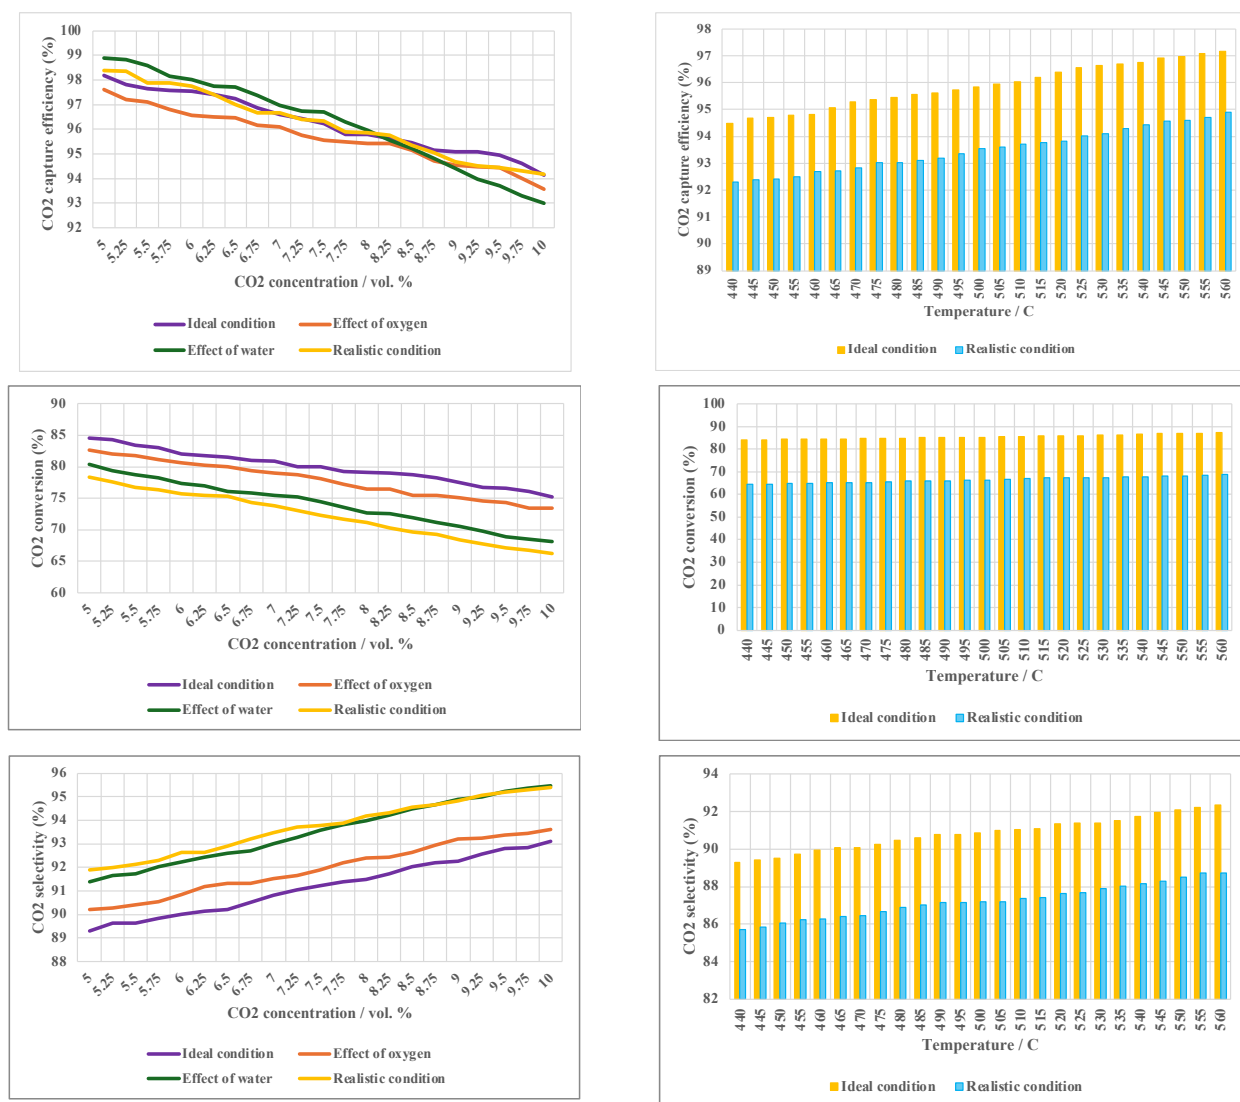 100
99
98
97
96
95
94
93
92
CO2 capture efficiency (%)
5 5.25 5.5 5.75 6 6.25 6.5 6.75 7 7.25 7.5 7.75 8 8.25 8.5 8.75 9 9.25 9.5 9.75 10
CO2 concentration / vol. %
Ideal condition Effect of oxygen
Effect of water Realistic condition
98
97
96
95
94
93
92
91
90
89
CO2 capture efficiency (%)
440 445 450 455 460 465 470 475 480 485 490 495 500 505 510 515 520 525 530 535 540 545 550 555 560
Temperature / C
Ideal condition Realistic condition
90
85
80
75
70
65
60
CO2 conversion (%)
5 5.25 5.5 5.75 6 6.25 6.5 6.75 7 7.25 7.5 7.75 8 8.25 8.5 8.75 9 9.25 9.5 9.75 10
CO2 concentration / vol. %
Ideal condition Effect of oxygen
Effect of water Realistic condition
100
90
80
70
60
50
40
30
20
10
0
CO2 conversion (%)
440 445 450 455 460 465 470 475 480 485 490 495 500 505 510 515 520 525 530 535 540 545 550 555 560
Temperature / C
Ideal condition Realistic condition
96
95
94
93
92
91
90
89
88
CO2 selectivity (%)
5 5.25 5.5 5.75 6 6.25 6.5 6.75 7 7.25 7.5 7.75 8 8.25 8.5 8.75 9 9.25 9.5 9.75 10
CO2 concentration / vol. %
Ideal condition Effect of oxygen
Effect of water Realistic condition
94
92
90
88
86
84
82
CO2 selectivity (%)
440 445 450 455 460 465 470 475 480 485 490 495 500 505 510 515 520 525 530 535 540 545 550 555 560
Temperature / C
Ideal condition Realistic condition